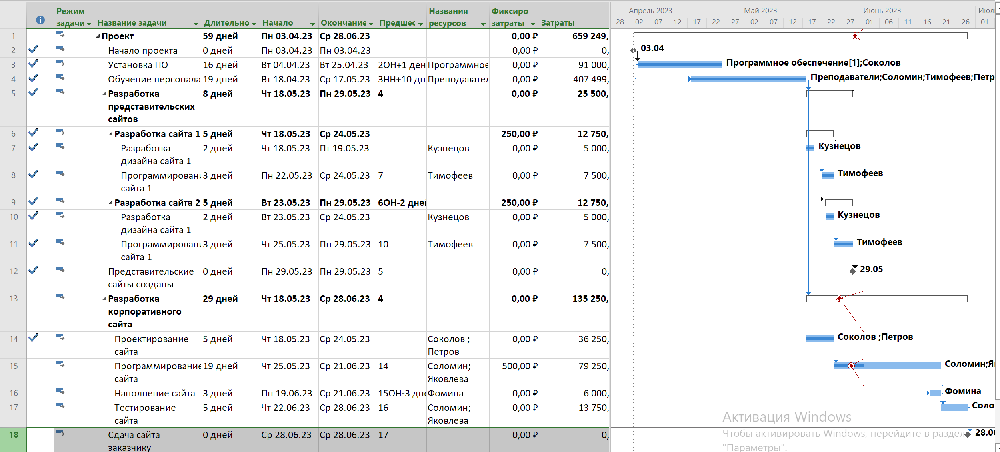 Режим задачи Название задачи Длительно Начало Окончание Предшес Названия ресурсов Фиксиро затраты Затраты
1 Проект 59 дней Пн 03.04.23 Ср 28.06.23 0,00 ₽ 659 249,
2 Начало проекта 0 дней Пн 03.04.23 Пн 03.04.23 0,00 ₽ 0,
3 Установка ПО 16 дней Вт 04.04.23 Вт 25.04.23 2ОН+1 ден Программное 0,00 ₽ 91 000,
4 Обучение персонала 19 дней Вт 18.04.23 Ср 17.05.23 3НН+10 дн Преподавател 0,00 ₽ 407 499,
5 Разработка 8 дней Чт 18.05.23 Пн 29.05.23 4 0,00 ₽ 25 500,
представительских
сайтов
6 Разработка сайта 1 5 дней Чт 18.05.23 Ср 24.05.23 250,00 ₽ 12 750,
7 Разработка 2 дней Чт 18.05.23 Пт 19.05.23 Кузнецов 0,00 ₽ 5 000,
дизайна сайта 1
8 Программировани 3 дней Пн 22.05.23 Ср 24.05.23 7 Тимофеев 0,00 ₽ 7 500,
сайта 1
9 Разработка сайта 2 5 дней Вт 23.05.23 Пн 29.05.23 6ОН-2 дне 250,00 ₽ 12 750,
10 Разработка 2 дней Вт 23.05.23 Ср 24.05.23 Кузнецов 0,00 ₽ 5 000,
дизайна сайта 1
11 Программировани 3 дней Чт 25.05.23 Пн 29.05.23 10 Тимофеев 0,00 ₽ 7 500,
сайта 1
12 Представительские 0 дней Пн 29.05.23 Пн 29.05.23 5 0,00 ₽ 0,
сайты созданы
13 Разработка 29 дней Чт 18.05.23 Ср 28.06.23 4 0,00 ₽ 135 250,
корпоративного
сайта
14 Проектирование 5 дней Чт 18.05.23 Ср 24.05.23 Соколов ; 0,00 ₽ 36 250,
сайта Петров
15 Программирование 19 дней Чт 25.05.23 Ср 21.06.23 14 Соломин; 500,00 ₽ 79 250,
сайта Яковлева
16 Наполнение сайта 3 дней Пн 19.06.23 Ср 21.06.23 15ОН-3 дне Фомина 0,00 ₽ 6 000,
17 Тестирование 5 дней Чт 22.06.23 Ср 28.06.23 16 Соломин; 0,00 ₽ 13 750,
сайта Яковлева
18 Сдача сайта 0 дней Ср 28.06.23 Ср 28.06.23 17 0,00 ₽ 0,
заказчику
Апрель 2023 Май 2023 Июнь 2023 Июль
28 02 07 12 17 22 27 02 07 12 17 22 27 01 06 11 16 21 26 01
03.04
Программное обеспечение[1];Соколов
Преподаватели;Соломин;Тимофеев;Петр
Кузнецов
Тимофеев
Кузнецов
Тимофеев
29.05
Соколов ;Петров
Соломин;Я
Фомина
Соло
28.06
Активация Windows
Чтобы активировать Windows, перейдите в раздел
"Параметры".